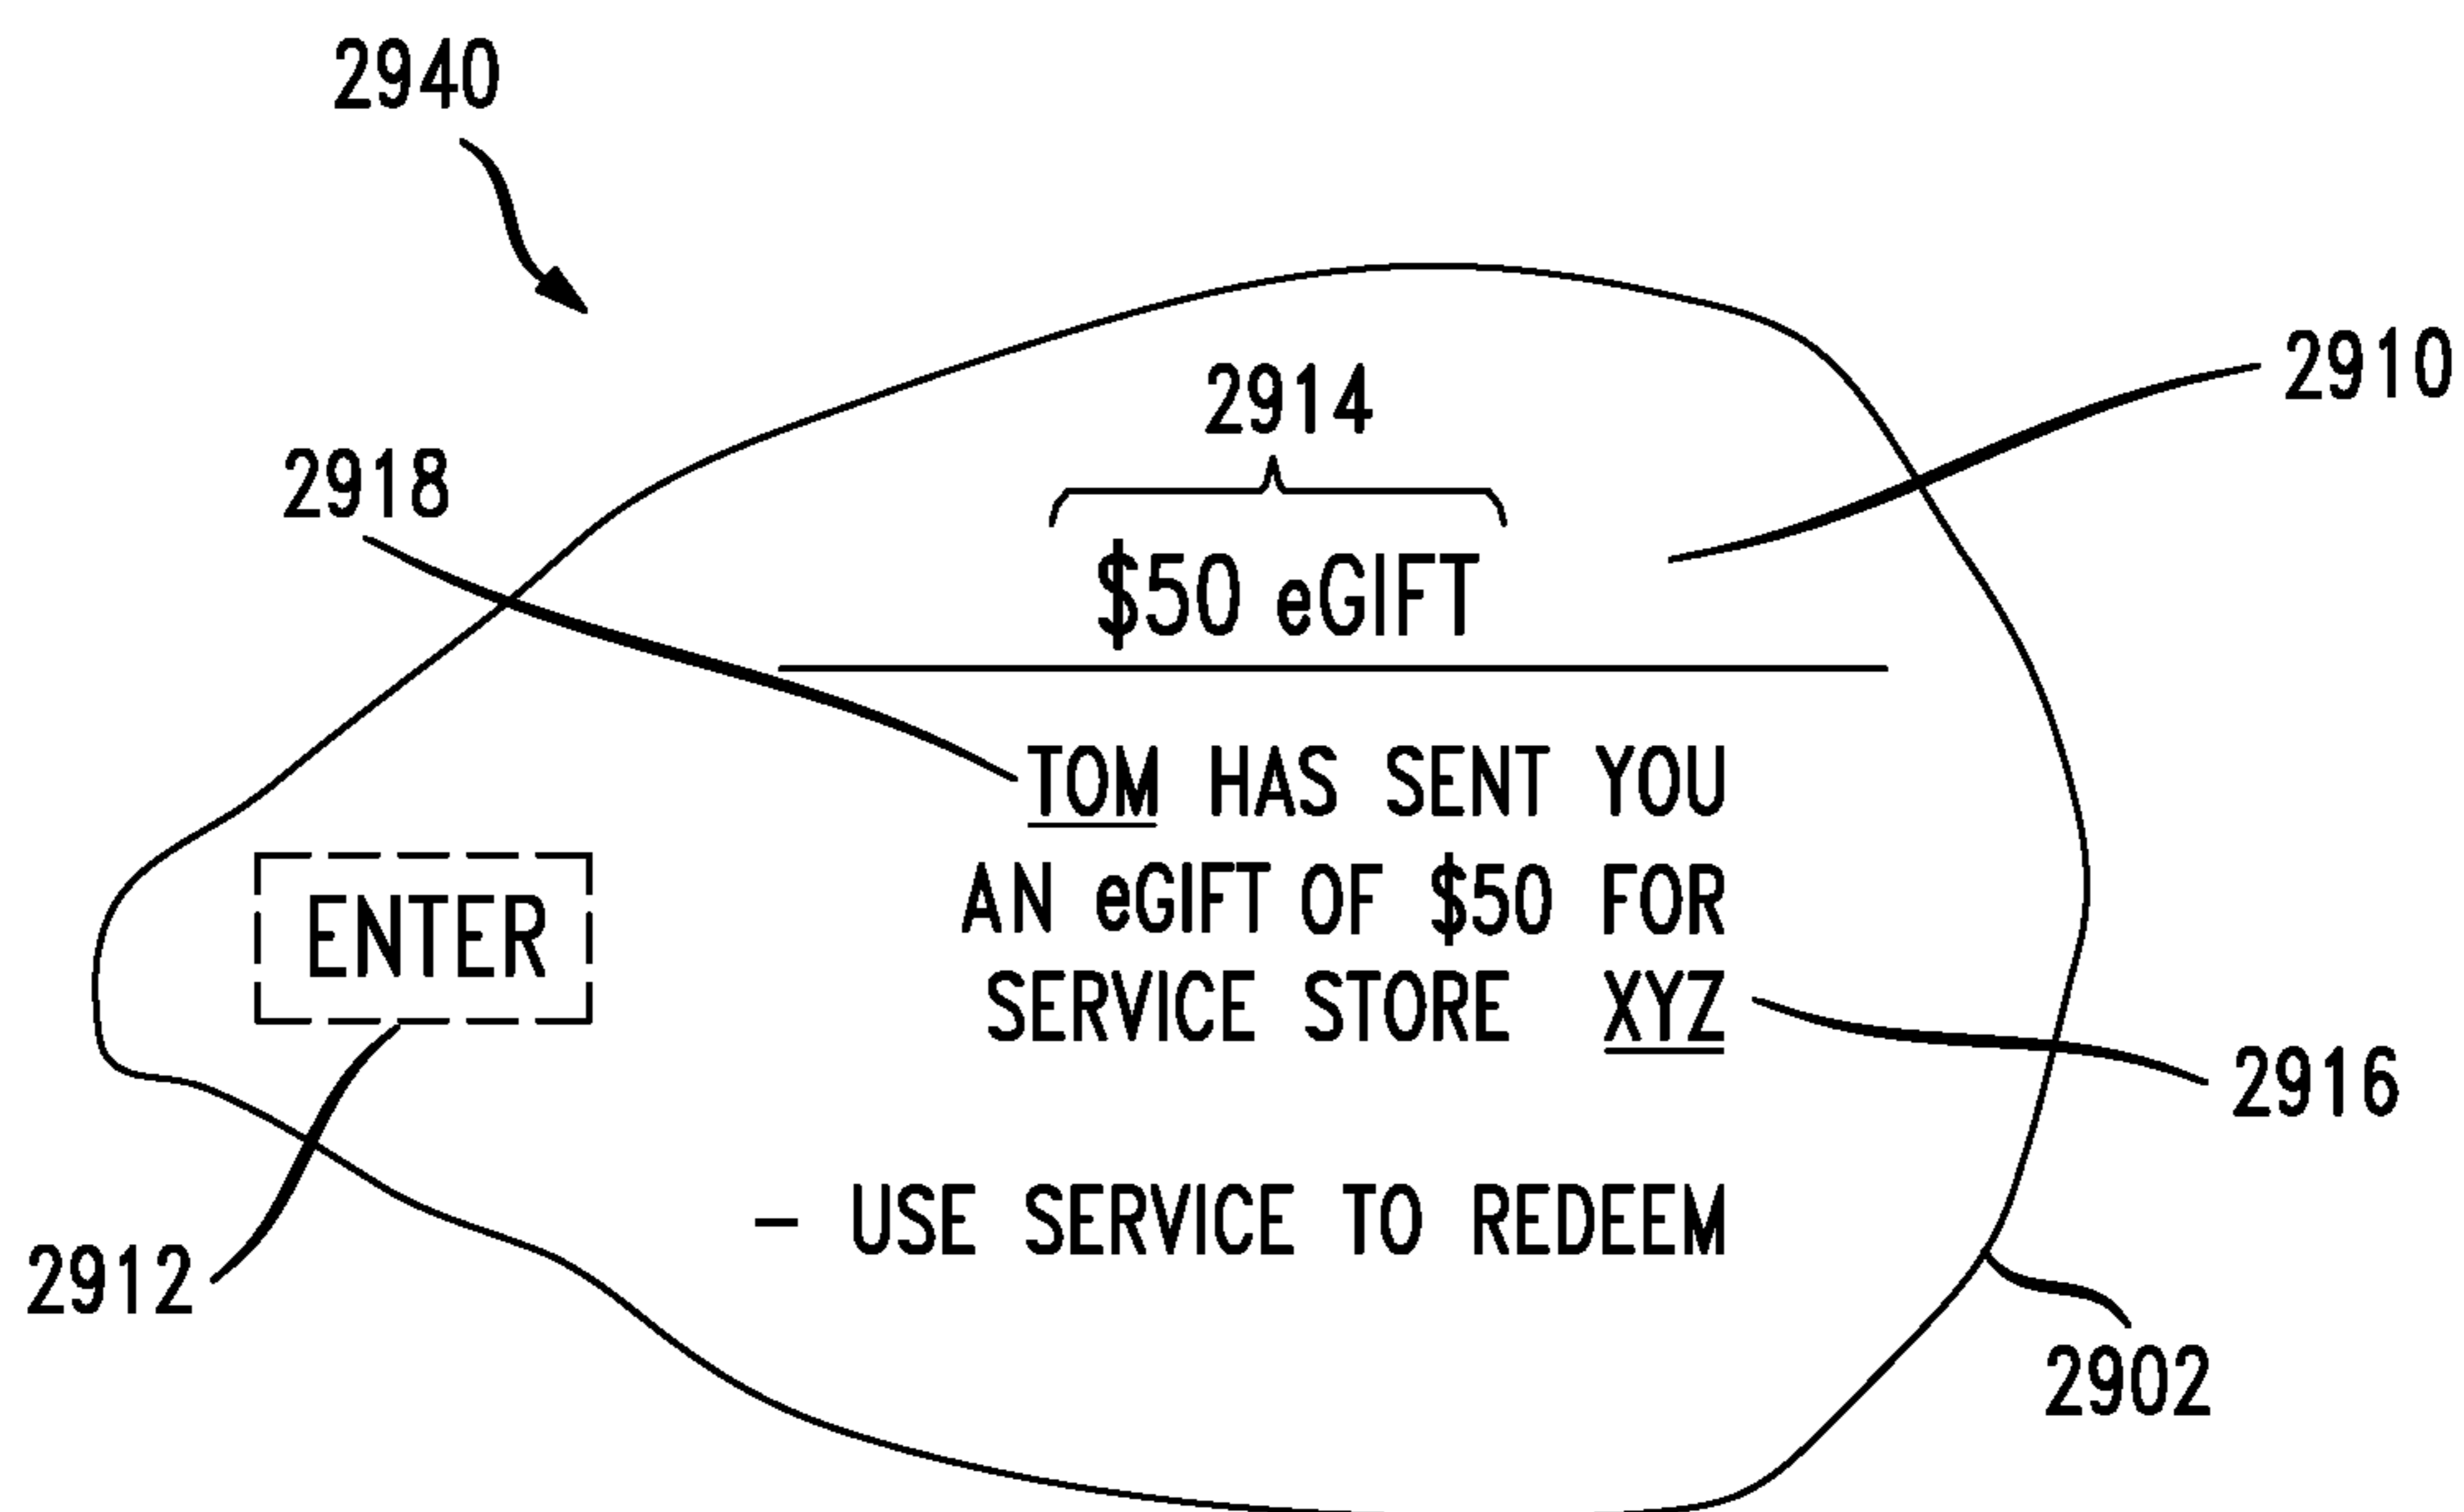 2940
2910
2914
2918
$50 eGIFT
TOM HAS SENT YOU
AN eGIFT OF $50 FOR
ENTER
SERVICE STORE XYZ
2916
- USE SERVICE TO REDEEM
2912
2902